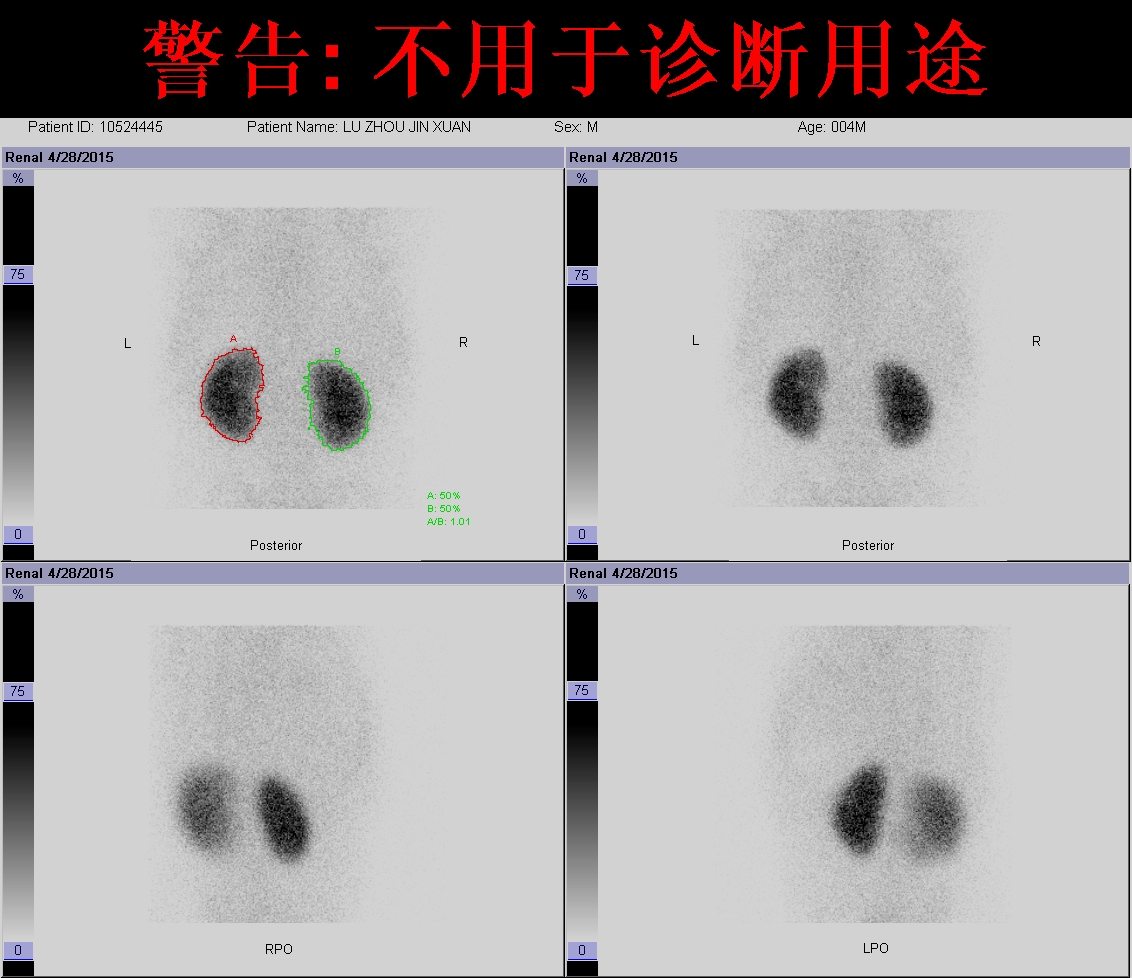 警告: 不用于诊断用途
Patient ID: 10524445 Patient Name: LU ZHOU JIN XUAN Sex: M Age: 004M
Renal 4/28/2015
%
75
0
L
R
A
B
A: 50%
B: 50%
A/B: 1.01
Posterior
Renal 4/28/2015
%
75
0
L
R
Posterior
Renal 4/28/2015
%
75
0
RPO
Renal 4/28/2015
%
75
0
LPO